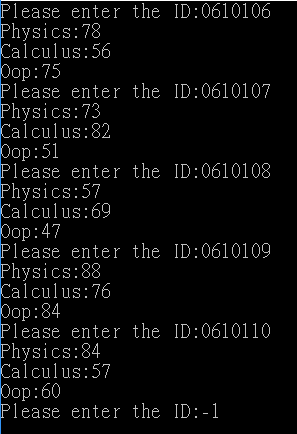 Please enter the ID:0610106
Physics:78
Calculus:56
Oop:75
Please enter the ID:0610107
Physics:73
Calculus:82
Oop:51
Please enter the ID:0610108
Physics:57
Calculus:69
Oop:47
Please enter the ID:0610109
Physics:88
Calculus:76
Oop:84
Please enter the ID:0610110
Physics:84
Calculus:57
Oop:60
Please enter the ID:-1